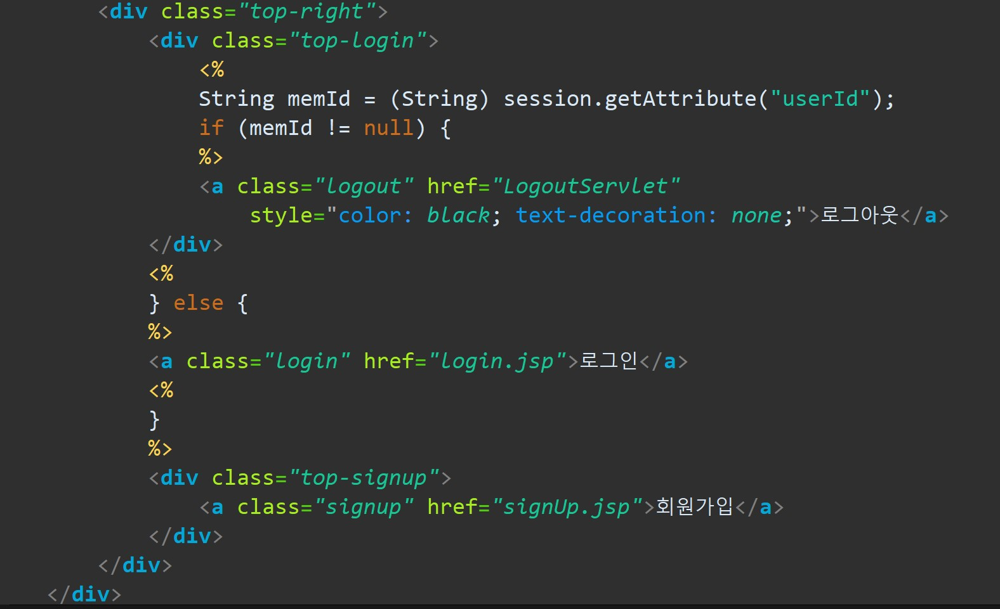 <div class="top-right">
<div class="top-login">
<%
String memId = (String) session.getAttribute("userId");
if (memId != null) {
%>
<a class="logout" href="LogoutServlet"
style="color: black; text-decoration: none;">로그아웃</a>
</div>
<%
} else {
%>
<a class="login" href="login.jsp">로그인</a>
<%
}
%>
<div class="top-signup">
<a class="signup" href="signUp.jsp">회원가입</a>
</div>
</div>
</div>